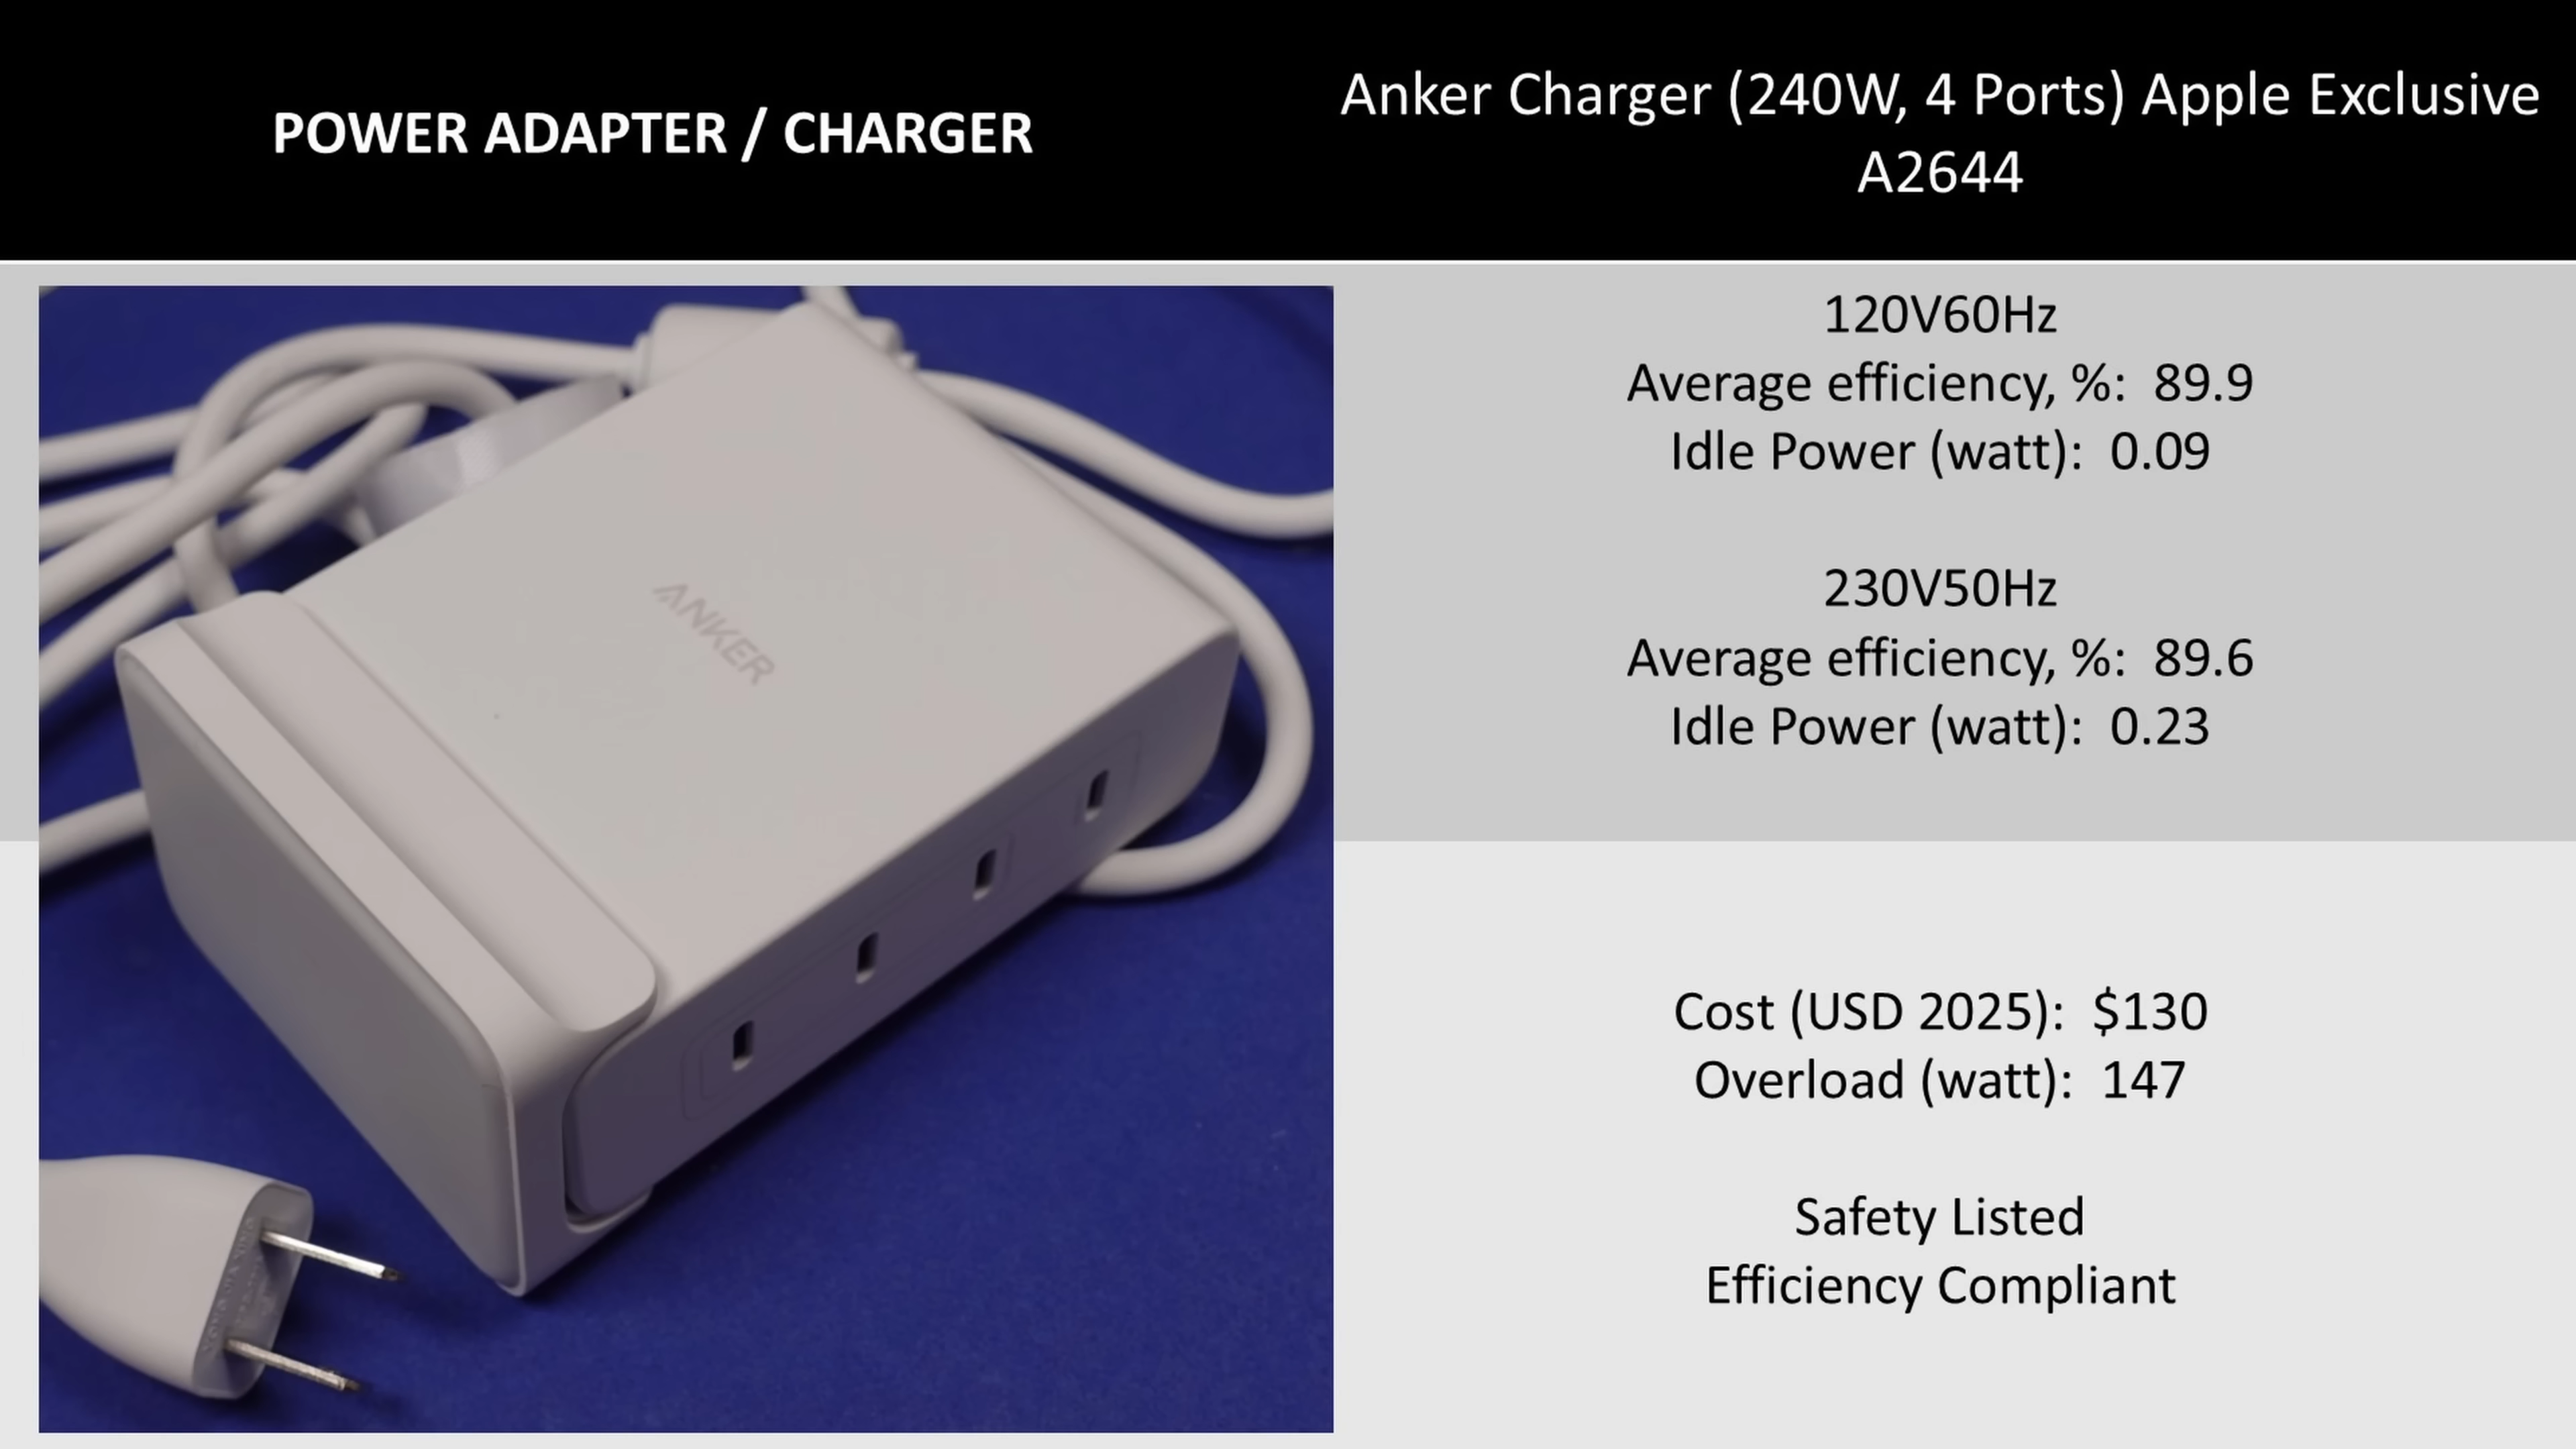 POWER ADAPTER / CHARGER
Anker Charger (240W, 4 Ports) Apple Exclusive
A2644
120V60Hz
Average efficiency, %: 89.9
Idle Power (watt): 0.09
230V50Hz
Average efficiency, %: 89.6
Idle Power (watt): 0.23
ANKER
Cost (USD 2025): $130
Overload (watt): 147
Safety Listed
Efficiency Compliant